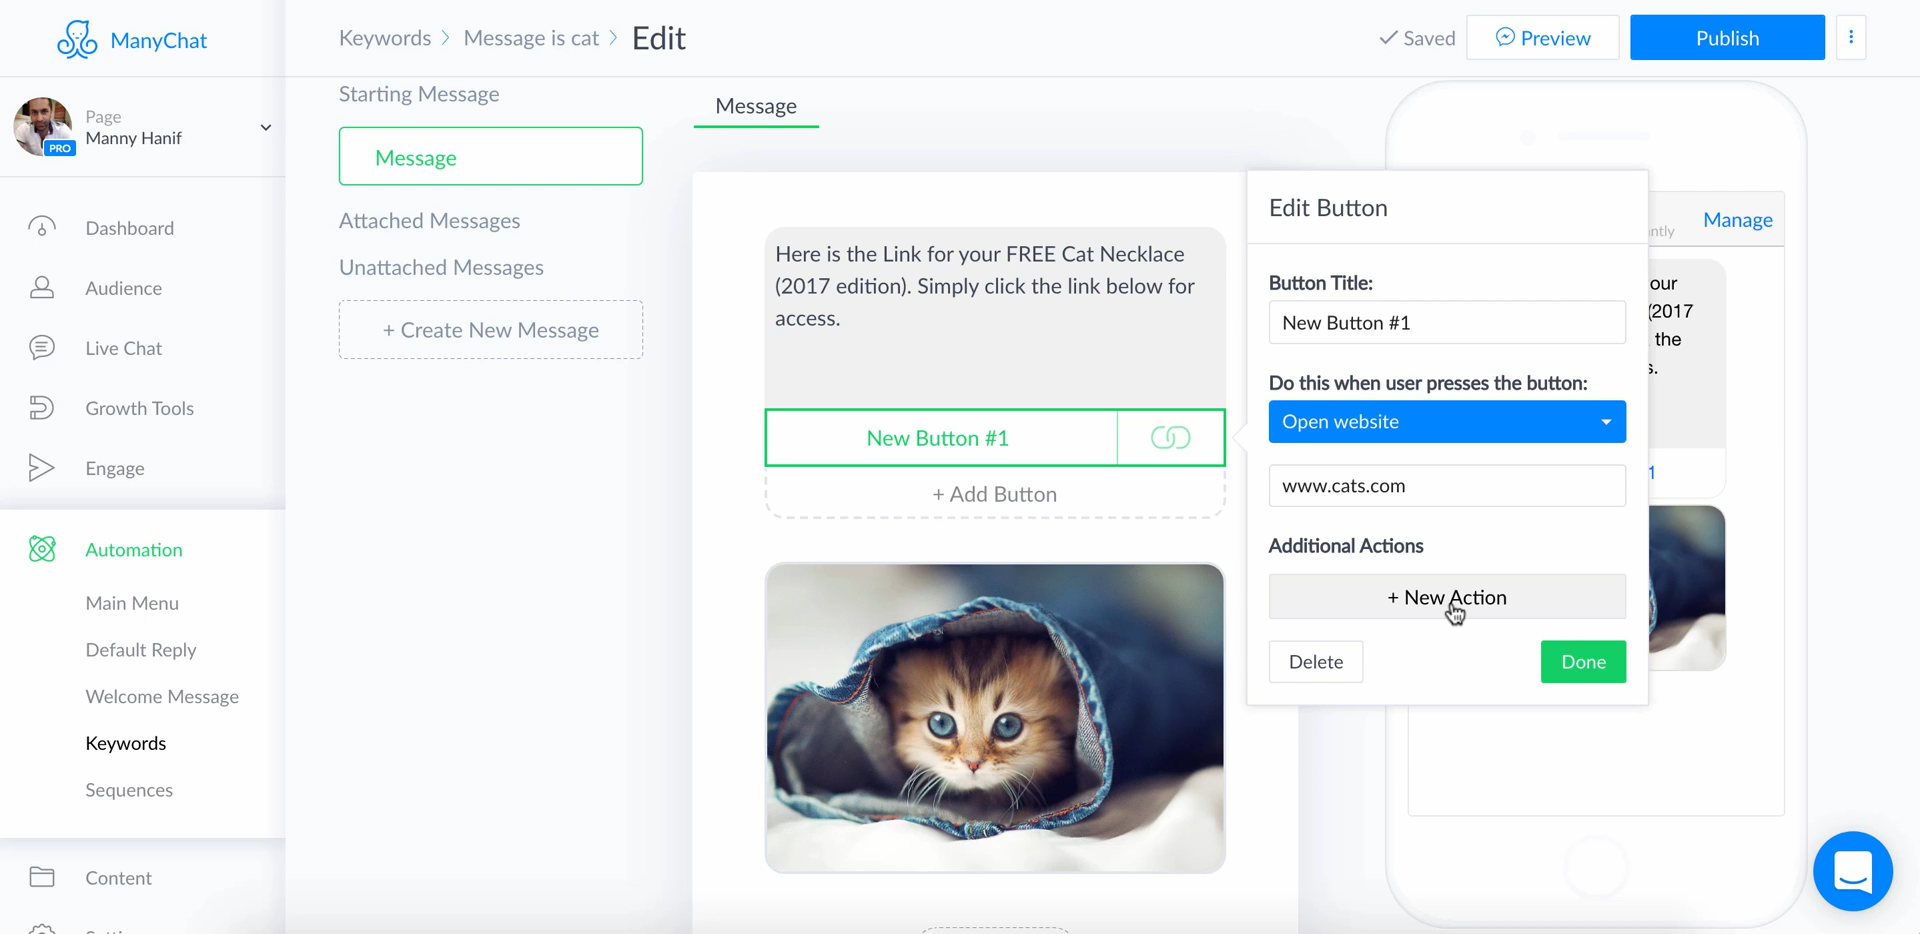 ManyChat
Keywords
Message is cat
Edit
Saved
Preview
Publish
Page
Manny Hanif
PRO
Dashboard
Audience
Live Chat
Growth Tools
Engage
Automation
Main Menu
Default Reply
Welcome Message
Keywords
Sequences
Content
Starting Message
Message
Attached Messages
Unattached Messages
+ Create New Message
Message
Here is the Link for your FREE Cat Necklace
(2017 edition). Simply click the link below for
access.
New Button #1
+ Add Button
Edit Button
Button Title:
New Button #1
Do this when user presses the button:
Open website
www.cats.com
Additional Actions
+ New Action
Delete
Done
Manage
our
(2017
the